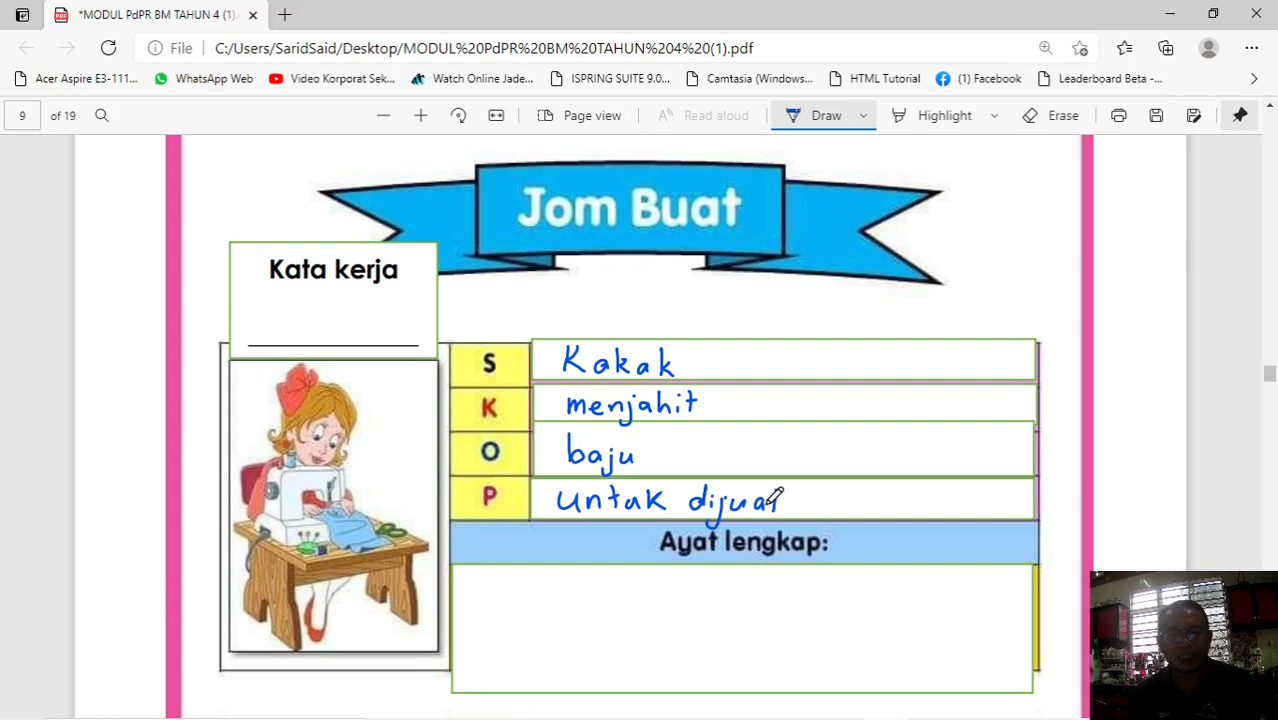 *MODUL PdPR BM TAHUN 4 (1).p
File C:/Users/SaridSaid/Desktop/MODUL%20PdPR%20BM%20TAHUN%204%20(1).pdf
Acer Aspire E3-111... WhatsApp Web Video Korporat Sek... Watch Online Jade... ISPRING SUITE 9.0... Camtasia (Windows... HTML Tutorial (1) Facebook Leaderboard Beta -...
9 of 19 Page view Read aloud Draw Highlight Erase
Jom Buat
Kata kerja
S Kakak
K menjahit
O baju
P untuk dijual
Ayat lengkap: